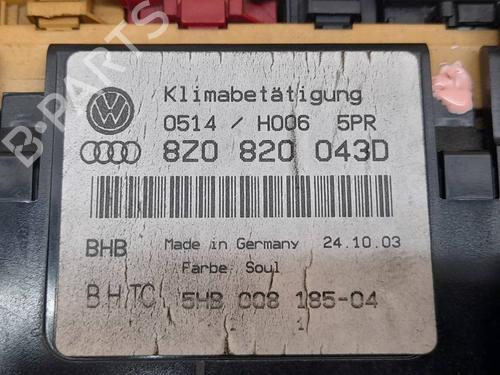 Klimabetätigung
0514 / H006 5PR
8Z0 820 043D
BHB Made in Germany 24.10.03
Farbe Soul
BHTC 5HB 008 185-04
B-Parts